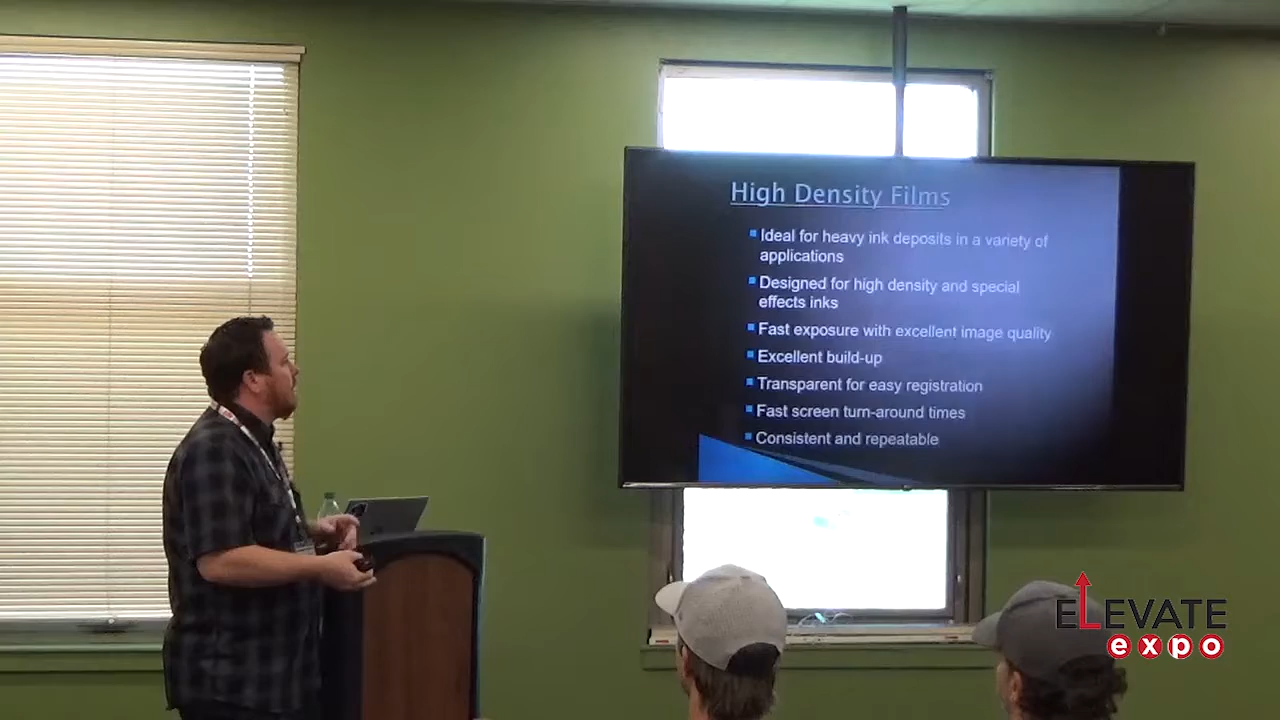 High Density Films
Ideal for heavy ink deposits in a variety of
applications
Designed for high density and special
effects inks
Fast exposure with excellent image quality
Excellent build-up
Transparent for easy registration
Fast screen turn-around times
Consistent and repeatable
ELEVATE
expo